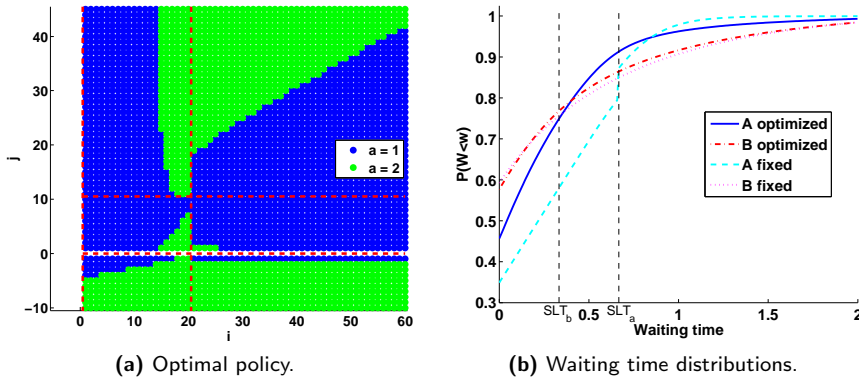 40
30
20
10
0
−10
j
0
10
20
30
40
50
60
i
a = 1
a = 2
(a) Optimal policy.
1
0.9
0.8
0.7
0.6
0.5
0.4
0.3
P(W<w)
0
SLT_b
0.5
SLT_a
1
1.5
2
Waiting time
A optimized
B optimized
A fixed
B fixed
(b) Waiting time distributions.